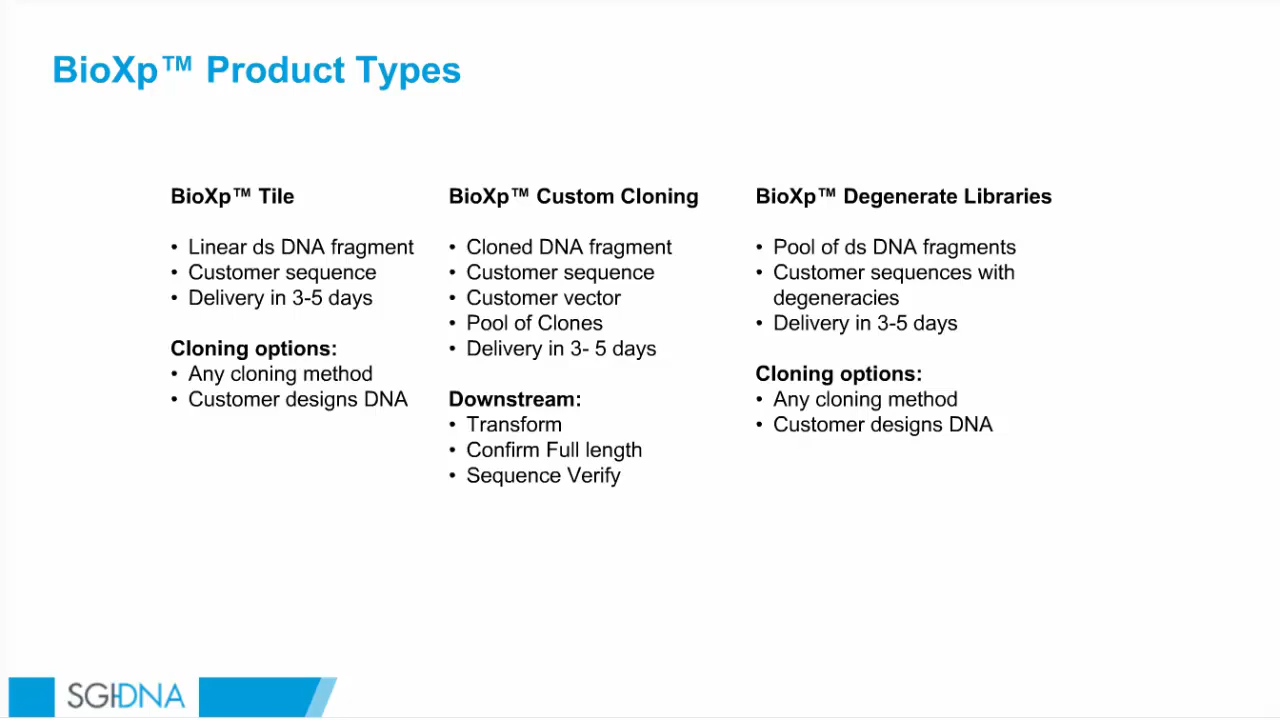 BioXp™ Product Types
BioXp™ Tile
• Linear ds DNA fragment
• Customer sequence
• Delivery in 3-5 days
Cloning options:
• Any cloning method
• Customer designs DNA
BioXp™ Custom Cloning
• Cloned DNA fragment
• Customer sequence
• Customer vector
• Pool of Clones
• Delivery in 3- 5 days
Downstream:
• Transform
• Confirm Full length
• Sequence Verify
BioXp™ Degenerate Libraries
• Pool of ds DNA fragments
• Customer sequences with
degeneracies
• Delivery in 3-5 days
Cloning options:
• Any cloning method
• Customer designs DNA
SGI-DNA